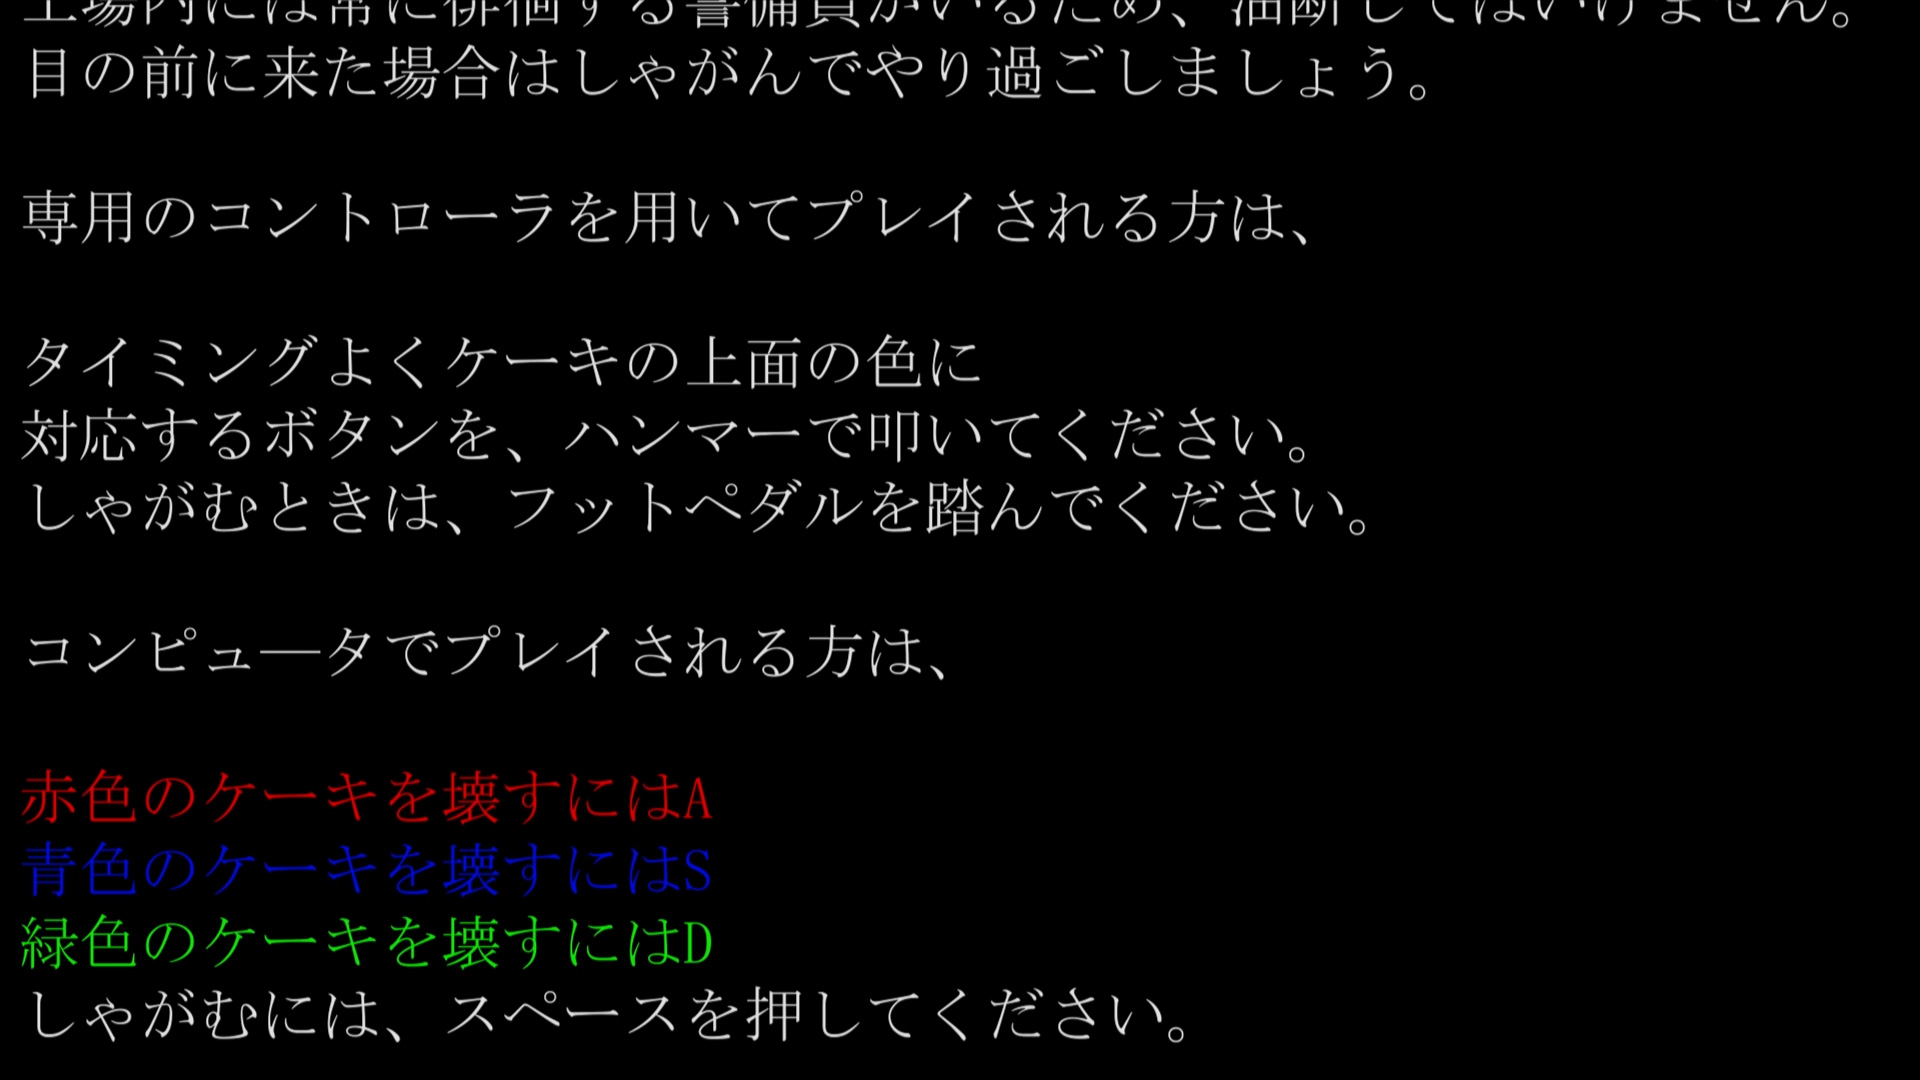 工場内には常に徘徊する警備員がいるため、油断してはいけません。
目の前に来た場合はしゃがんでやり過ごしましょう。
専用のコントローラを用いてプレイされる方は、
タイミングよくケーキの上面の色に
対応するボタンを、ハンマーで叩いてください。
しゃがむときは、フットペダルを踏んでください。
コンピュ―タでプレイされる方は、
赤色のケーキを壊すにはA
青色のケーキを壊すにはS
緑色のケーキを壊すにはD
しゃがむには、スペースを押してください。